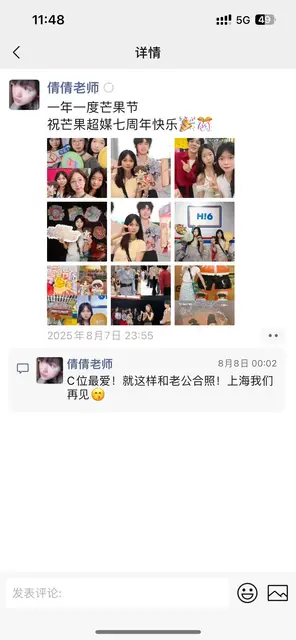 11:48
5G
49
详情
倩倩老师
一年一度芒果节
祝芒果超媒七周年快乐🎉🎊
H!6
2025年8月7日 23:55
倩倩老师
8月8日 00:02
C位最爱！就这样和老公合照！上海我们
再见😙
发表评论: